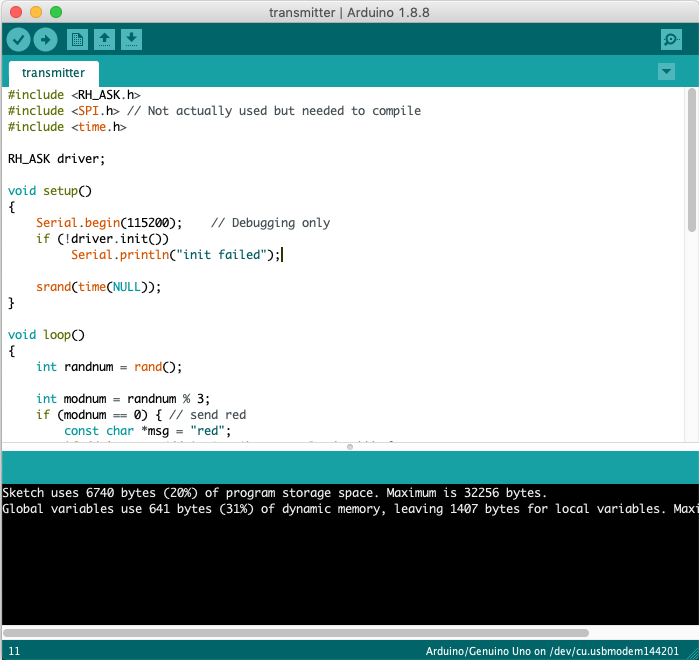 transmitter | Arduino 1.8.8
transmitter
#include <RH_ASK.h>
#include <SPI.h> // Not actually used but needed to compile
#include <time.h>
RH_ASK driver;
void setup()
{
    Serial.begin(115200);    // Debugging only
    if (!driver.init())
         Serial.println("init failed");
    srand(time(NULL));
}
void loop()
{
    int randnum = rand();
    int modnum = randnum % 3;
    if (modnum == 0) { // send red
        const char *msg = "red";
Sketch uses 6740 bytes (20%) of program storage space. Maximum is 32256 bytes.
Global variables use 641 bytes (31%) of dynamic memory, leaving 1407 bytes for local variables. Maxi
11
Arduino/Genuino Uno on /dev/cu.usbmodem144201